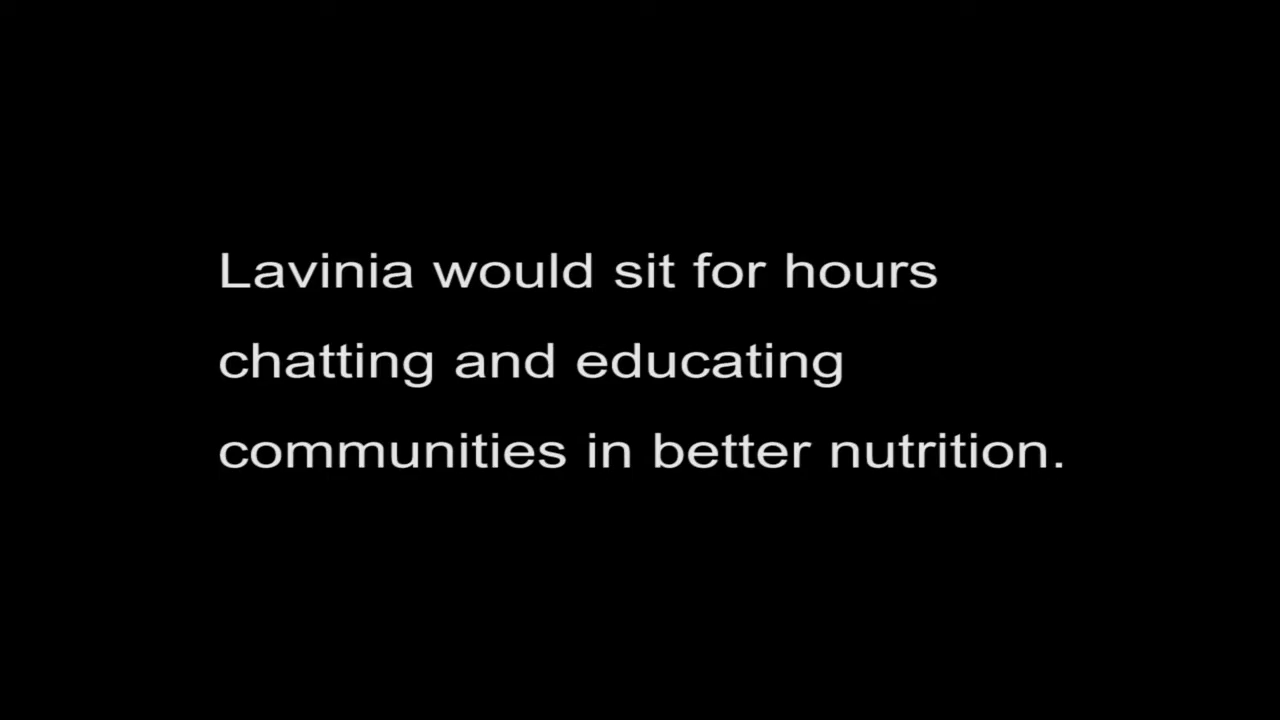 Lavinia would sit for hours
chatting and educating
communities in better nutrition.